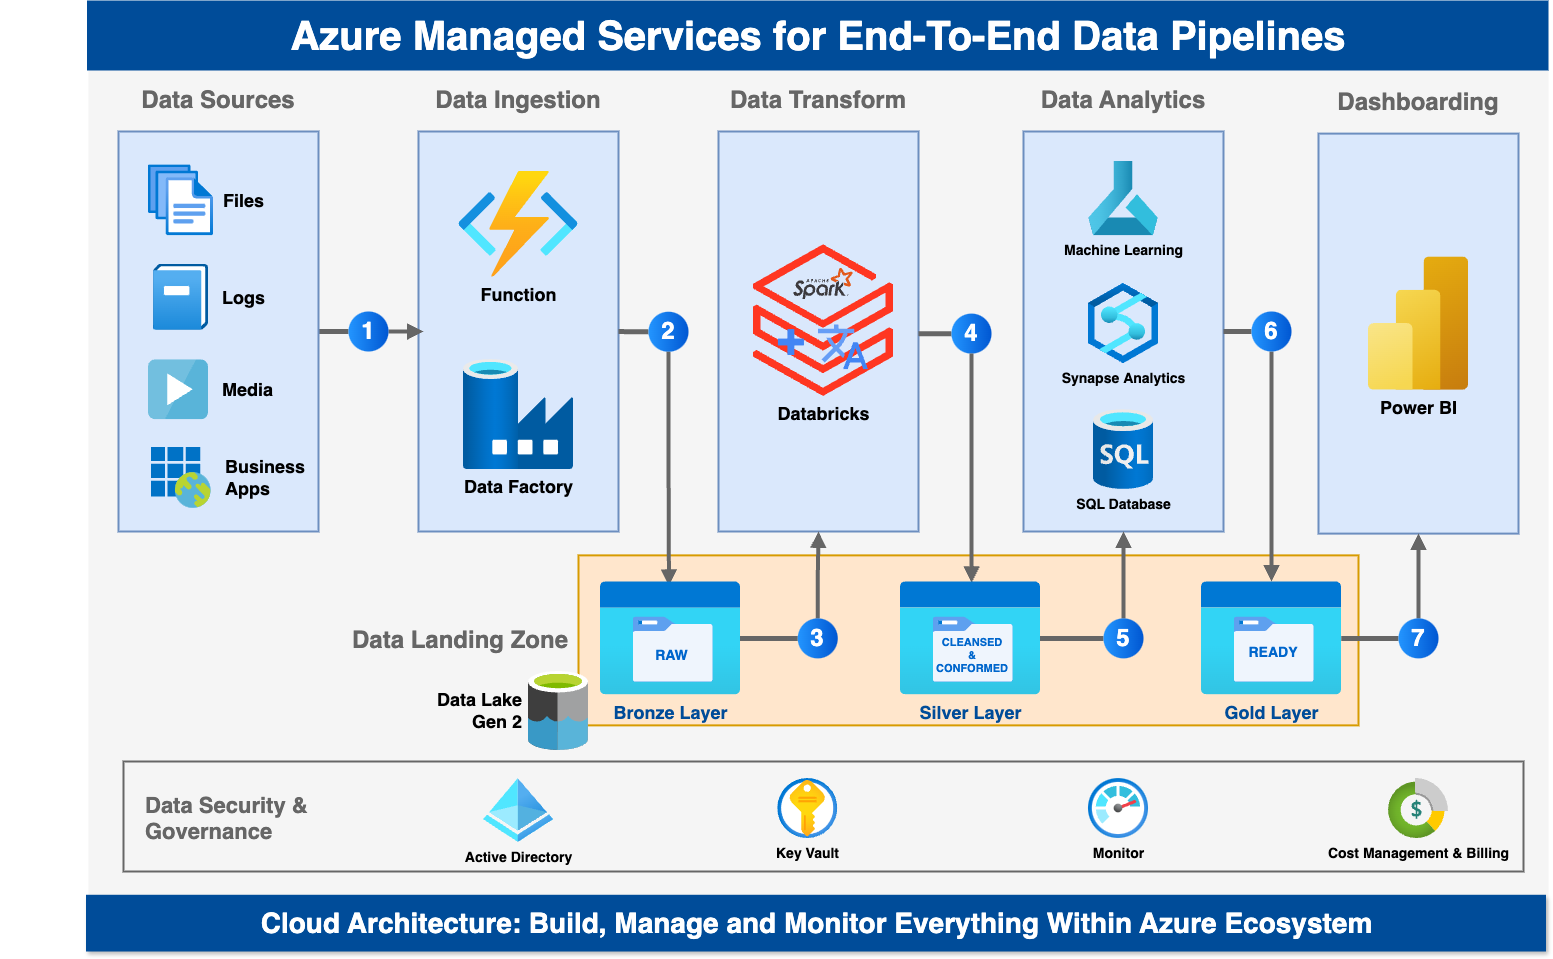 Azure Managed Services for End-To-End Data Pipelines
Data Sources
Data Ingestion
Data Transform
Data Analytics
Dashboarding
Files
Logs
Media
Business
Apps
1
Function
Data Factory
2
APACHE
Spark
文A
Databricks
4
Machine Learning
Synapse Analytics
SQL
SQL Database
6
Power BI
Data Landing Zone
Data Lake
Gen 2
RAW
Bronze Layer
3
CLEANSED
&
CONFORMED
Silver Layer
5
READY
Gold Layer
7
Data Security &
Governance
Active Directory
Key Vault
Monitor
$
Cost Management & Billing
Cloud Architecture: Build, Manage and Monitor Everything Within Azure Ecosystem